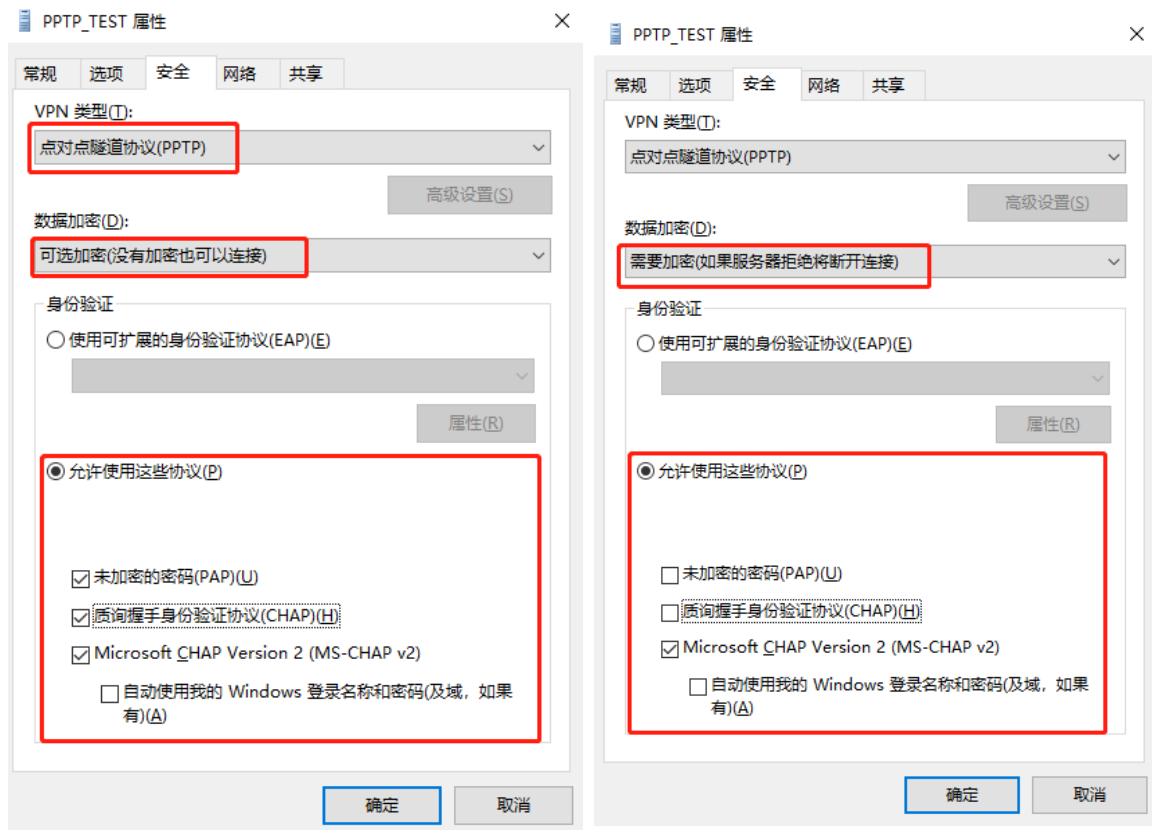 PPTP_TEST 属性
常规 选项 安全 网络 共享
VPN 类型(T):
点对点隧道协议(PPTP)
高级设置(S)
数据加密(D):
可选加密(没有加密也可以连接)
身份验证
使用可扩展的身份验证协议(EAP)(E)
属性(R)
允许使用这些协议(P)
未加密的密码(PAP)(U)
质询握手身份验证协议(CHAP)(H)
Microsoft CHAP Version 2 (MS-CHAP v2)
自动使用我的 Windows 登录名称和密码(及域，如果
有)(A)
确定 取消
PPTP_TEST 属性
常规 选项 安全 网络 共享
VPN 类型(T):
点对点隧道协议(PPTP)
高级设置(S)
数据加密(D):
需要加密(如果服务器拒绝将断开连接)
身份验证
使用可扩展的身份验证协议(EAP)(E)
属性(R)
允许使用这些协议(P)
未加密的密码(PAP)(U)
质询握手身份验证协议(CHAP)(H)
Microsoft CHAP Version 2 (MS-CHAP v2)
自动使用我的 Windows 登录名称和密码(及域，如果
有)(A)
确定 取消